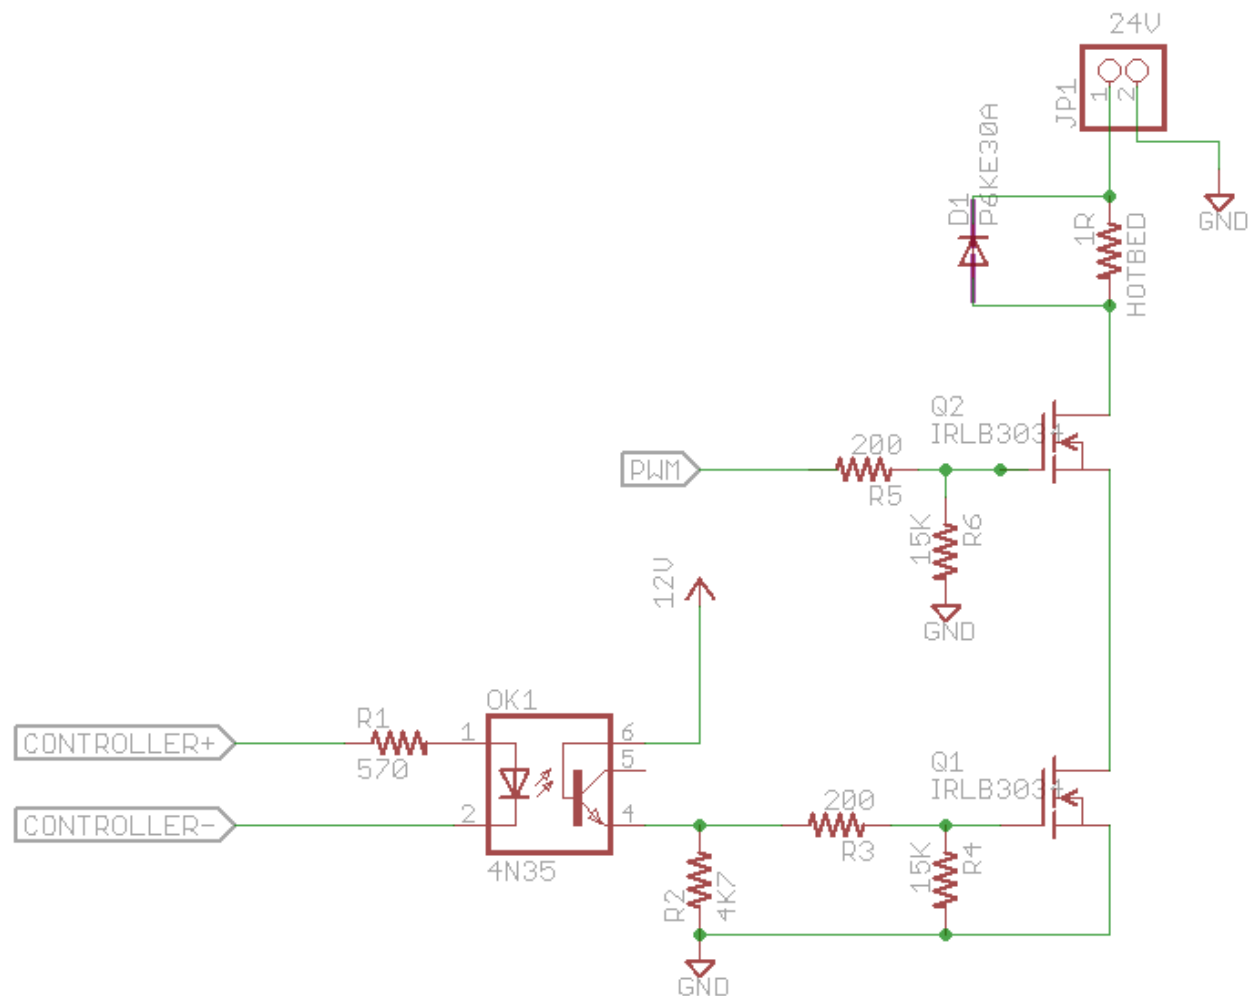 24V
JP1
1
2
GND
D1
P6KE30A
1R
HOTBED
Q2
IRLB3034
PWM
200
R5
15K
R6
GND
12V
OK1
CONTROLLER+
R1
570
1
6
5
CONTROLLER-
2
4
4N35
Q1
IRLB3034
200
R3
15K
R4
R2
4K7
GND